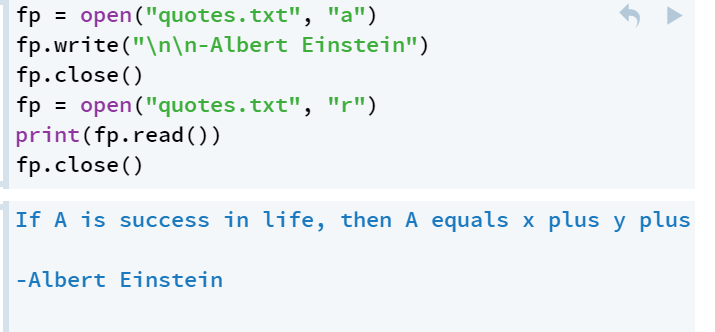 fp = open("quotes.txt", "a")
fp.write("\n\n-Albert Einstein")
fp.close()
fp = open("quotes.txt", "r")
print(fp.read())
fp.close()
If A is success in life, then A equals x plus y plus
-Albert Einstein